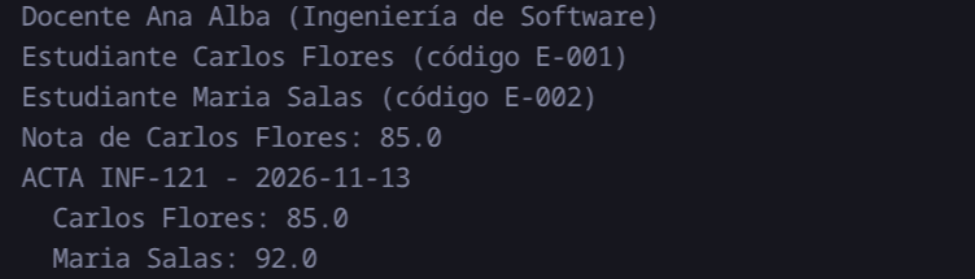 Docente Ana Alba (Ingeniería de Software)
Estudiante Carlos Flores (código E-001)
Estudiante Maria Salas (código E-002)
Nota de Carlos Flores: 85.0
ACTA INF-121 - 2026-11-13
  Carlos Flores: 85.0
  Maria Salas: 92.0